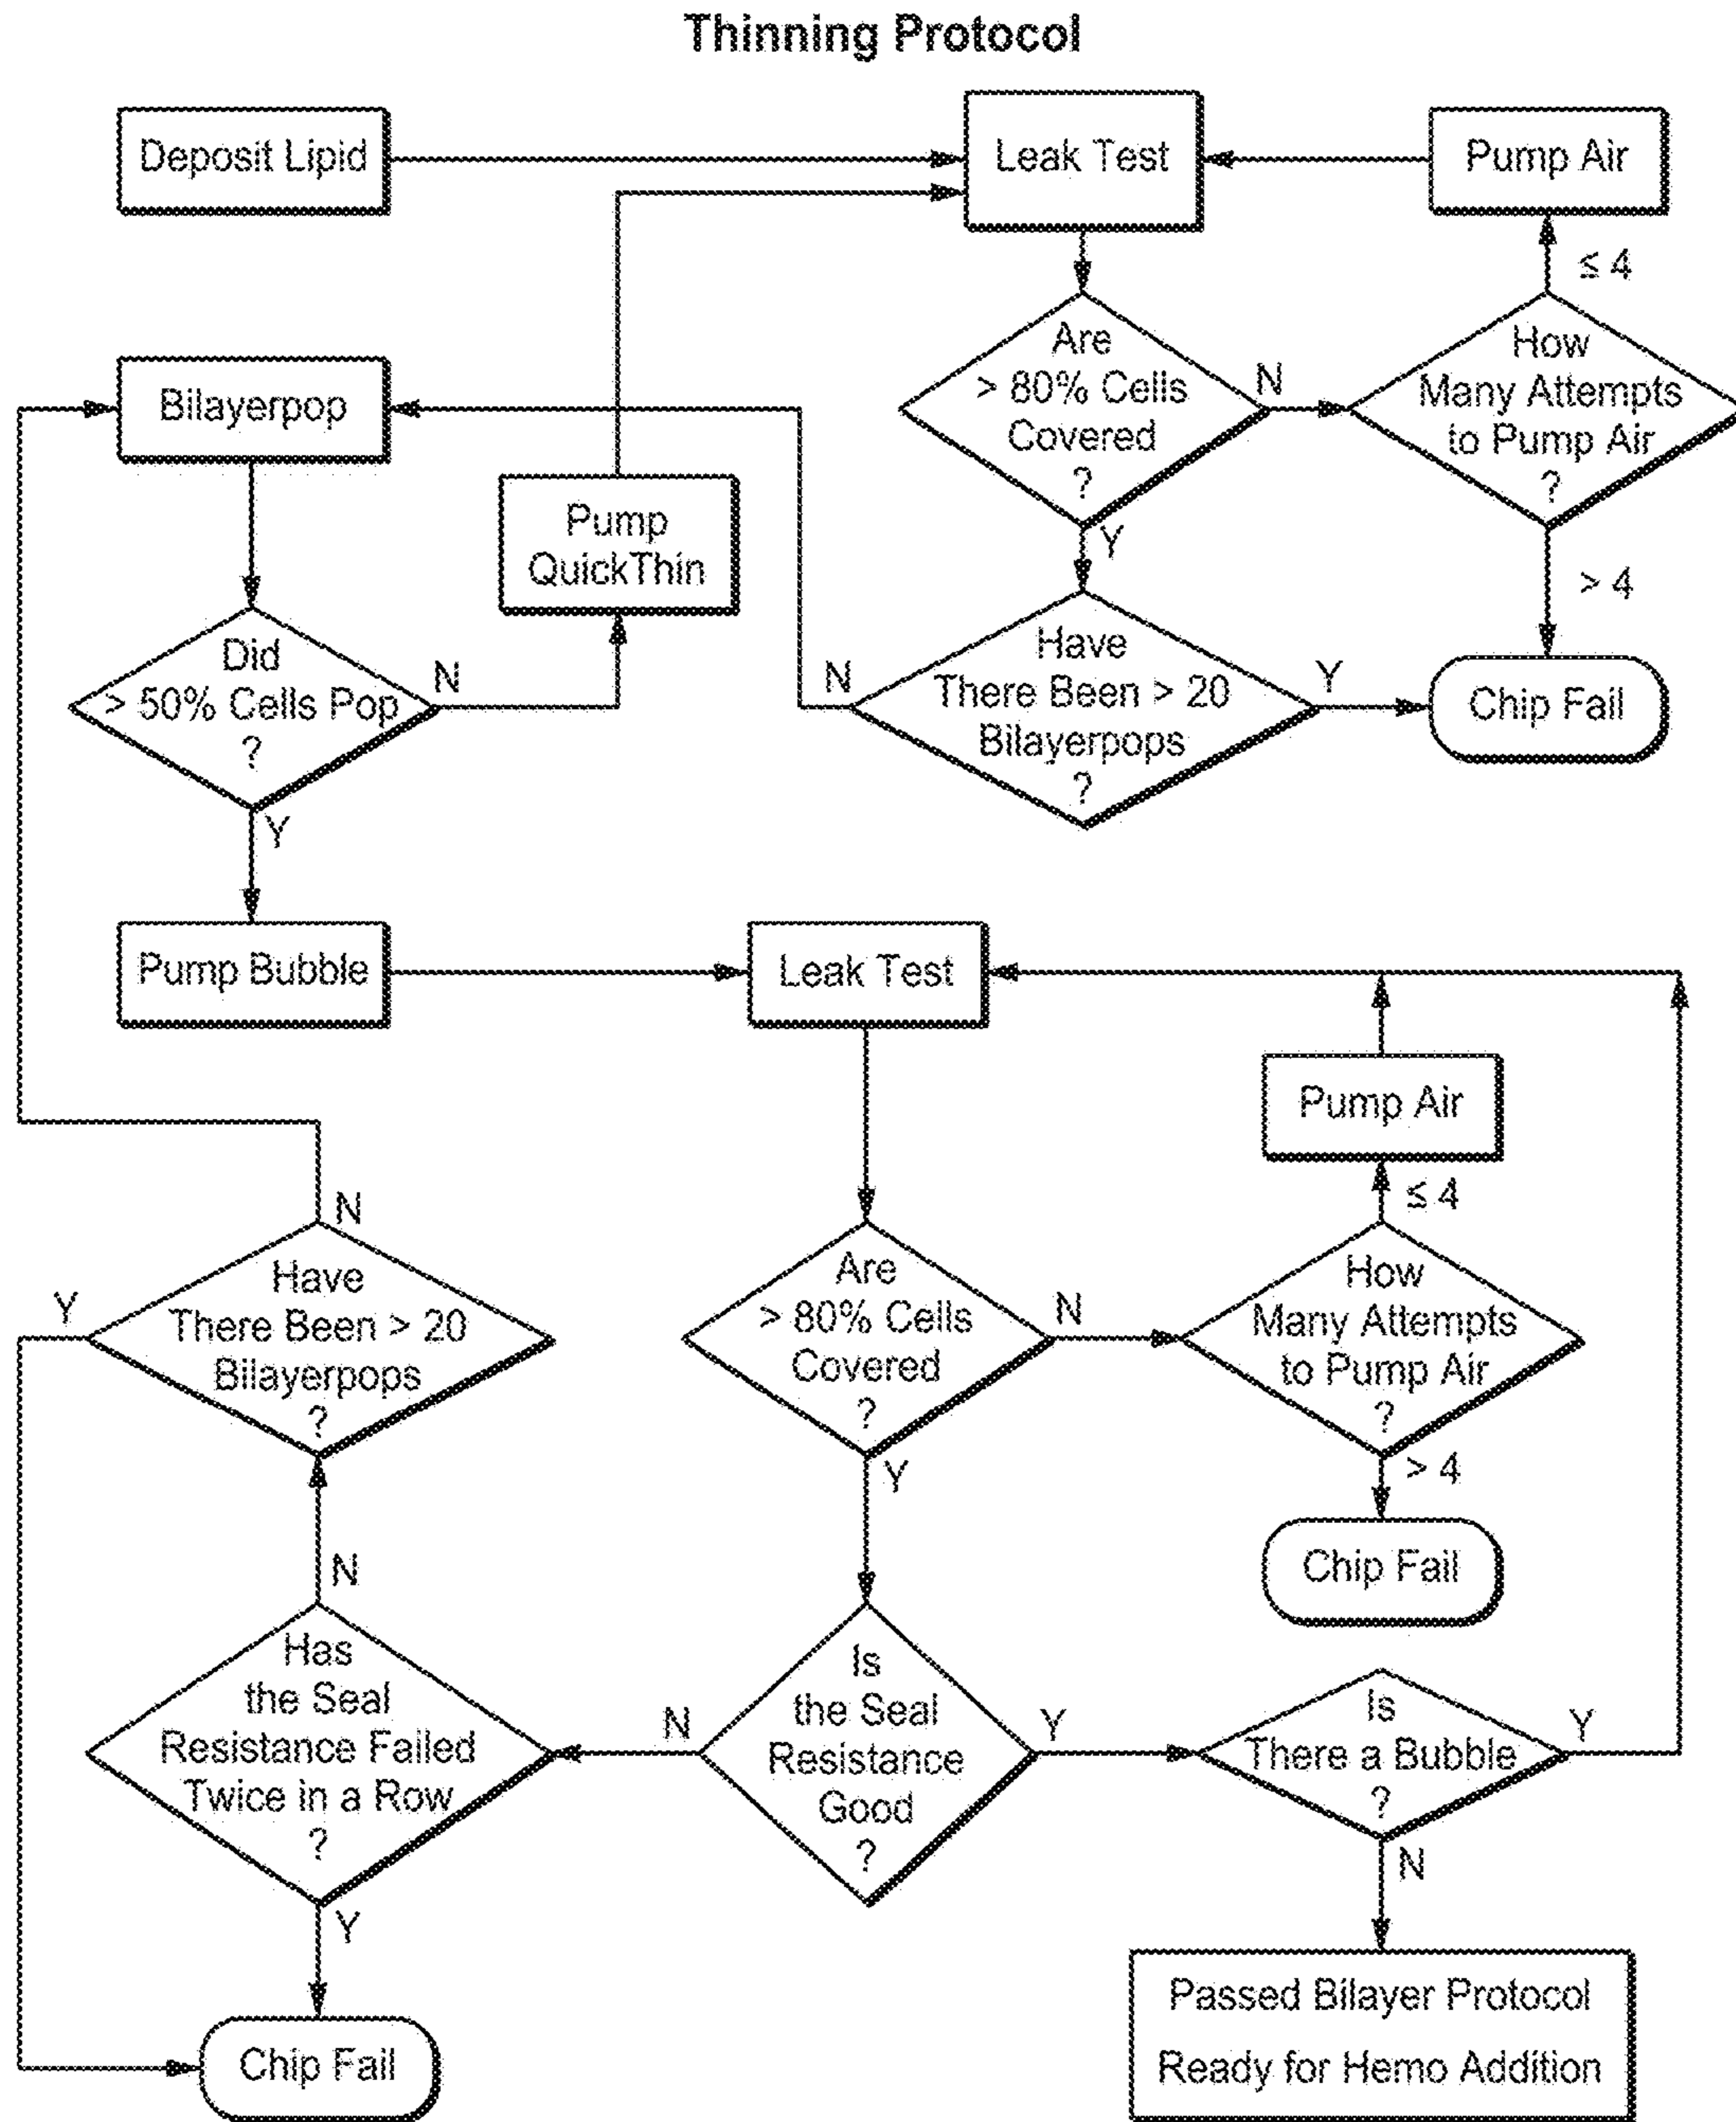 Thinning Protocol
Deposit Lipid
Leak Test
Pump Air
≤ 4
Are
> 80% Cells
Covered
?
N
How
Many Attempts
to Pump Air
?
Bilayerpop
Y
> 4
Pump
QuickThin
Did
> 50% Cells Pop
?
N
Y
N
Have
There Been > 20
Bilayerpops
?
Y
Chip Fail
Pump Bubble
Leak Test
Pump Air
≤ 4
N
Y
Have
There Been > 20
Bilayerpops
?
Are
> 80% Cells
Covered
?
N
How
Many Attempts
to Pump Air
?
Y
> 4
Chip Fail
N
Has
the Seal
Resistance Failed
Twice in a Row
?
N
Is
the Seal
Resistance
Good
?
Y
Is
There a Bubble
?
Y
N
Y
Chip Fail
Passed Bilayer Protocol
Ready for Hemo Addition